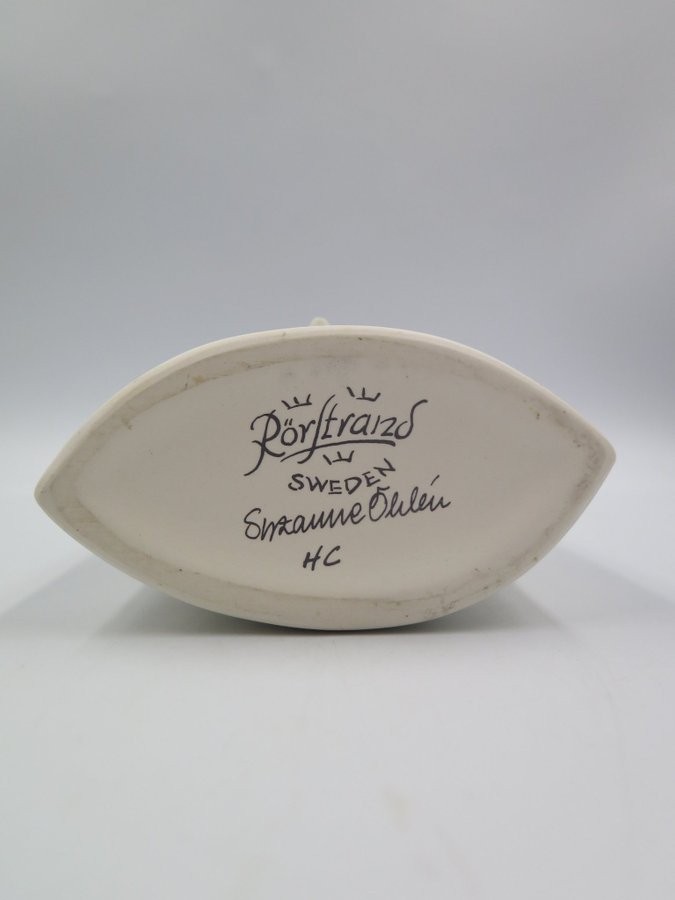 Rörstrand
SWEDEN
Suzanne Öhlén
HC